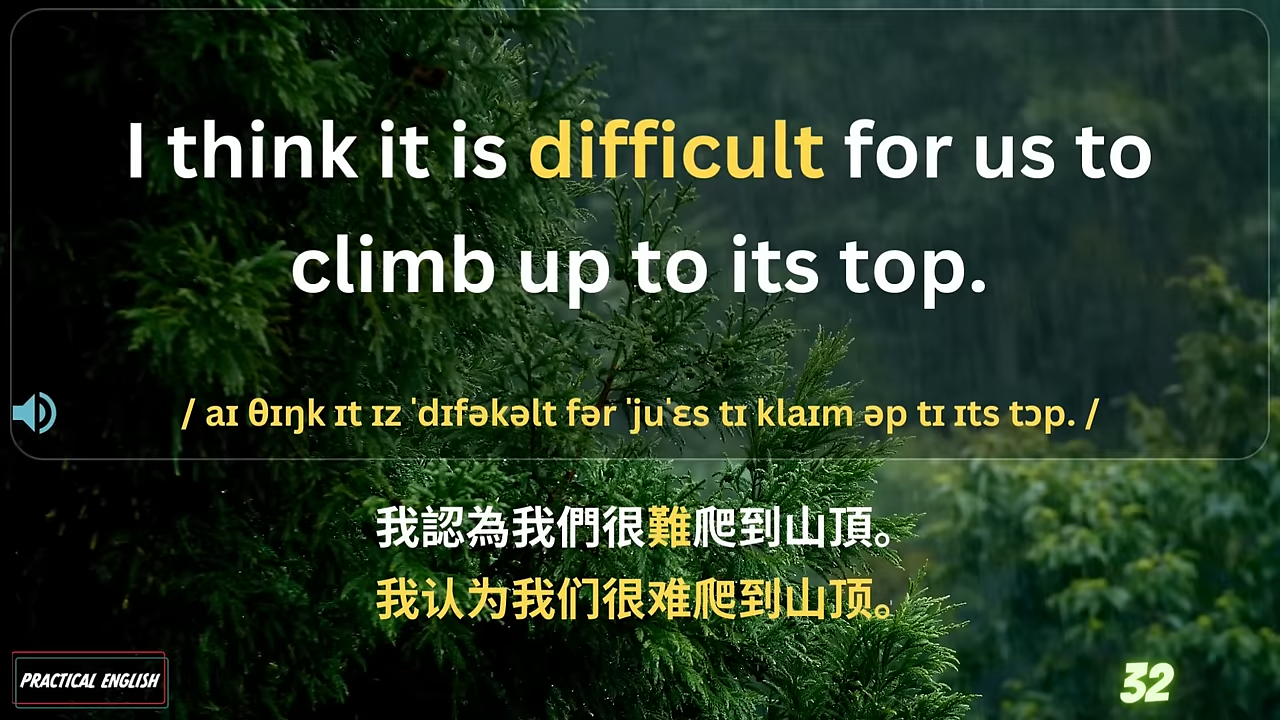 I think it is difficult for us to
climb up to its top.
/ aɪ θɪŋk ɪt ɪz ˈdɪfəkəlt fər ˈjuˈɛs tɪ klaɪm əp tɪ ɪts tɔp. /
我認為我們很難爬到山頂。
我认为我们很难爬到山顶。
PRACTICAL ENGLISH
32